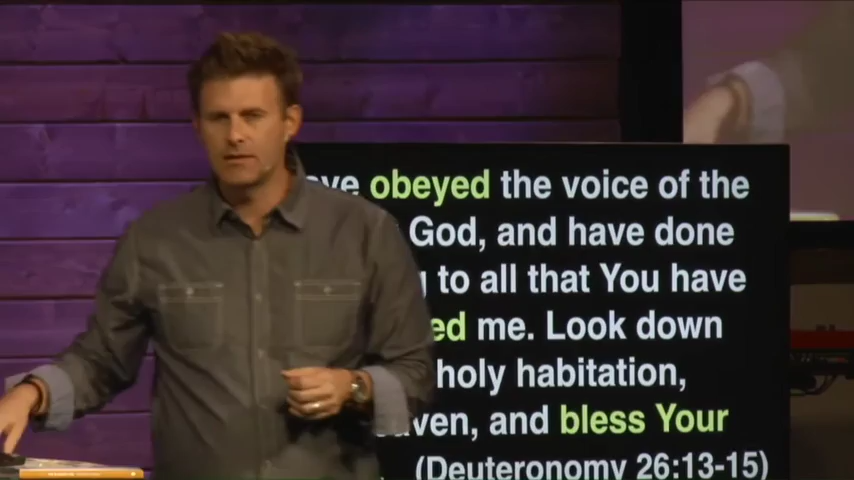 obeyed the voice of the
God, and have done
to all that You have
me. Look down
holy habitation,
and bless Your
(Deuteronomy 26:13-15)